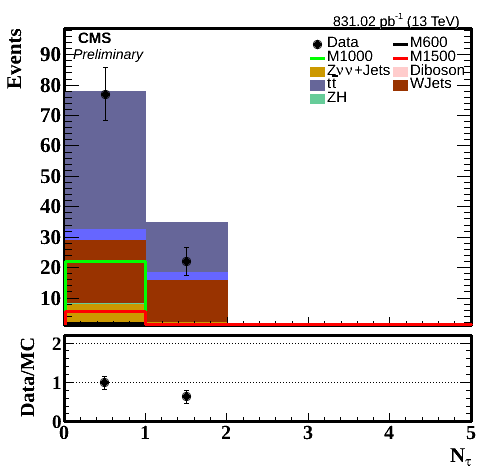 831.02 pb⁻¹ (13 TeV)
CMS
Preliminary
Events
Data
M600
M1000
M1500
Zνν+Jets
Diboson
tt̄
WJets
ZH
90
80
70
60
50
40
30
20
10
Data/MC
2
1
0
0 1 2 3 4 5
N_τ